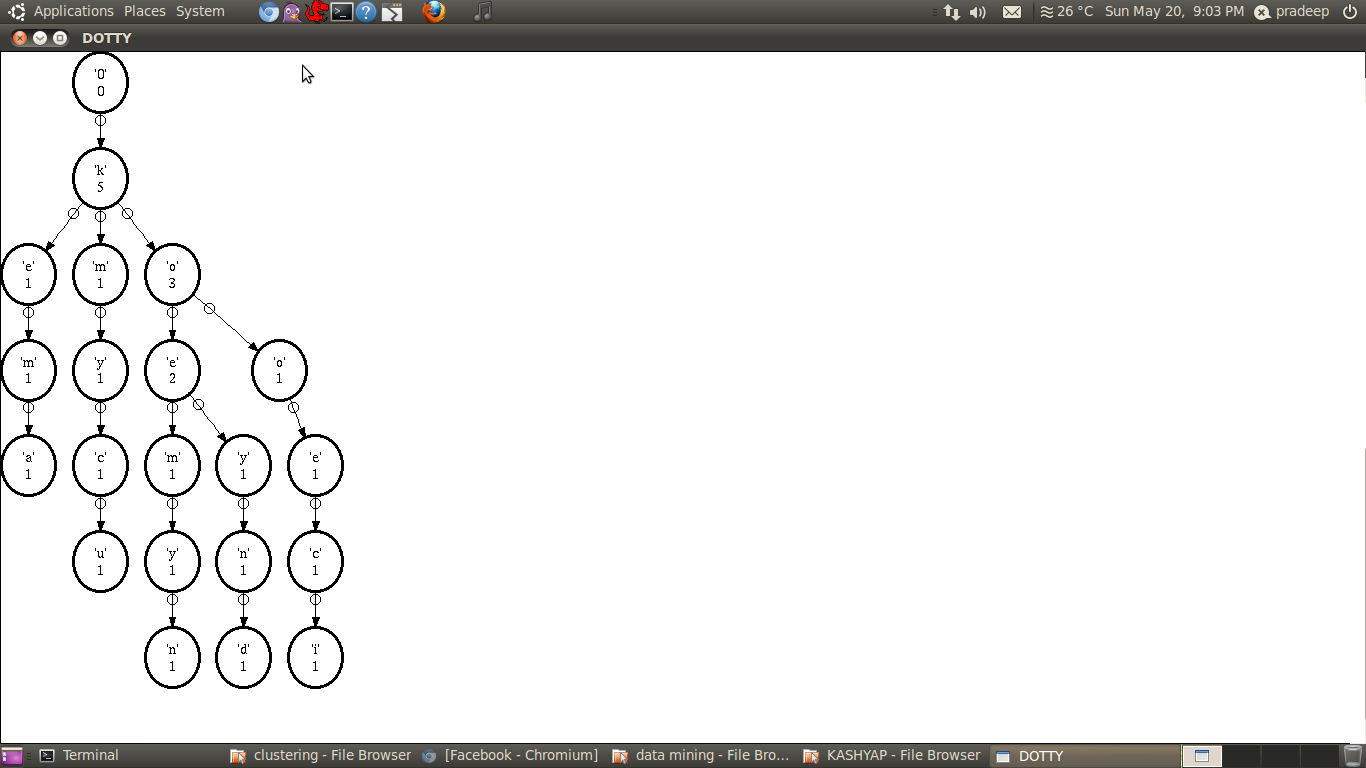 Applications Places System
26 °C Sun May 20, 9:03 PM pradeep
DOTTY
'0'
0
'k'
5
'e'
1
'm'
1
'o'
3
'm'
1
'y'
1
'e'
2
'o'
1
'a'
1
'c'
1
'm'
1
'y'
1
'e'
1
'u'
1
'y'
1
'n'
1
'c'
1
'n'
1
'd'
1
'i'
1
Terminal
clustering - File Browser
[Facebook - Chromium]
data mining - File Bro...
KASHYAP - File Browser
DOTTY